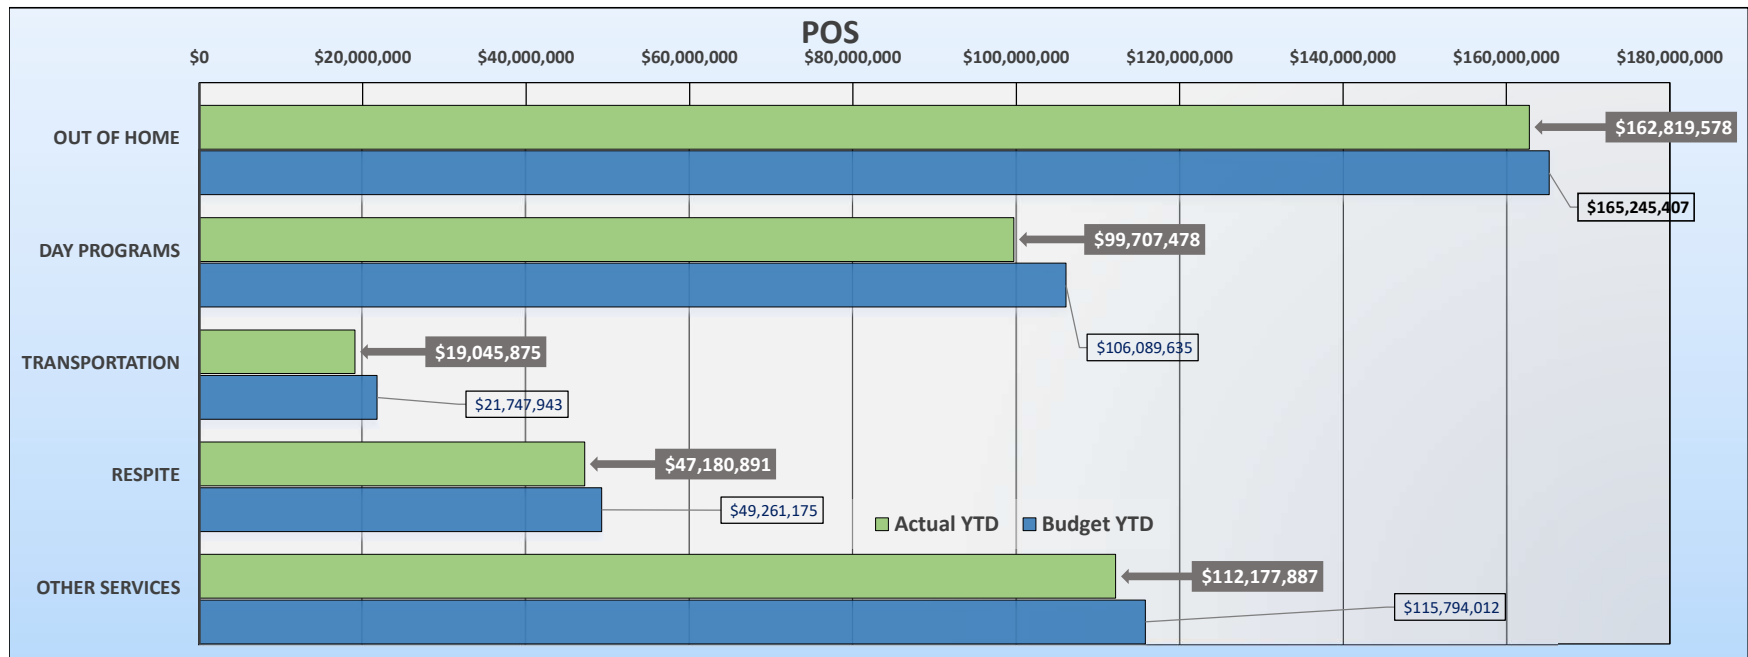 POS
$0 $20,000,000 $40,000,000 $60,000,000 $80,000,000 $100,000,000 $120,000,000 $140,000,000 $160,000,000 $180,000,000
OUT OF HOME
$162,819,578
$165,245,407
DAY PROGRAMS
$99,707,478
$106,089,635
TRANSPORTATION
$19,045,875
$21,747,943
RESPITE
$47,180,891
$49,261,175
Actual YTD Budget YTD
OTHER SERVICES
$112,177,887
$115,794,012